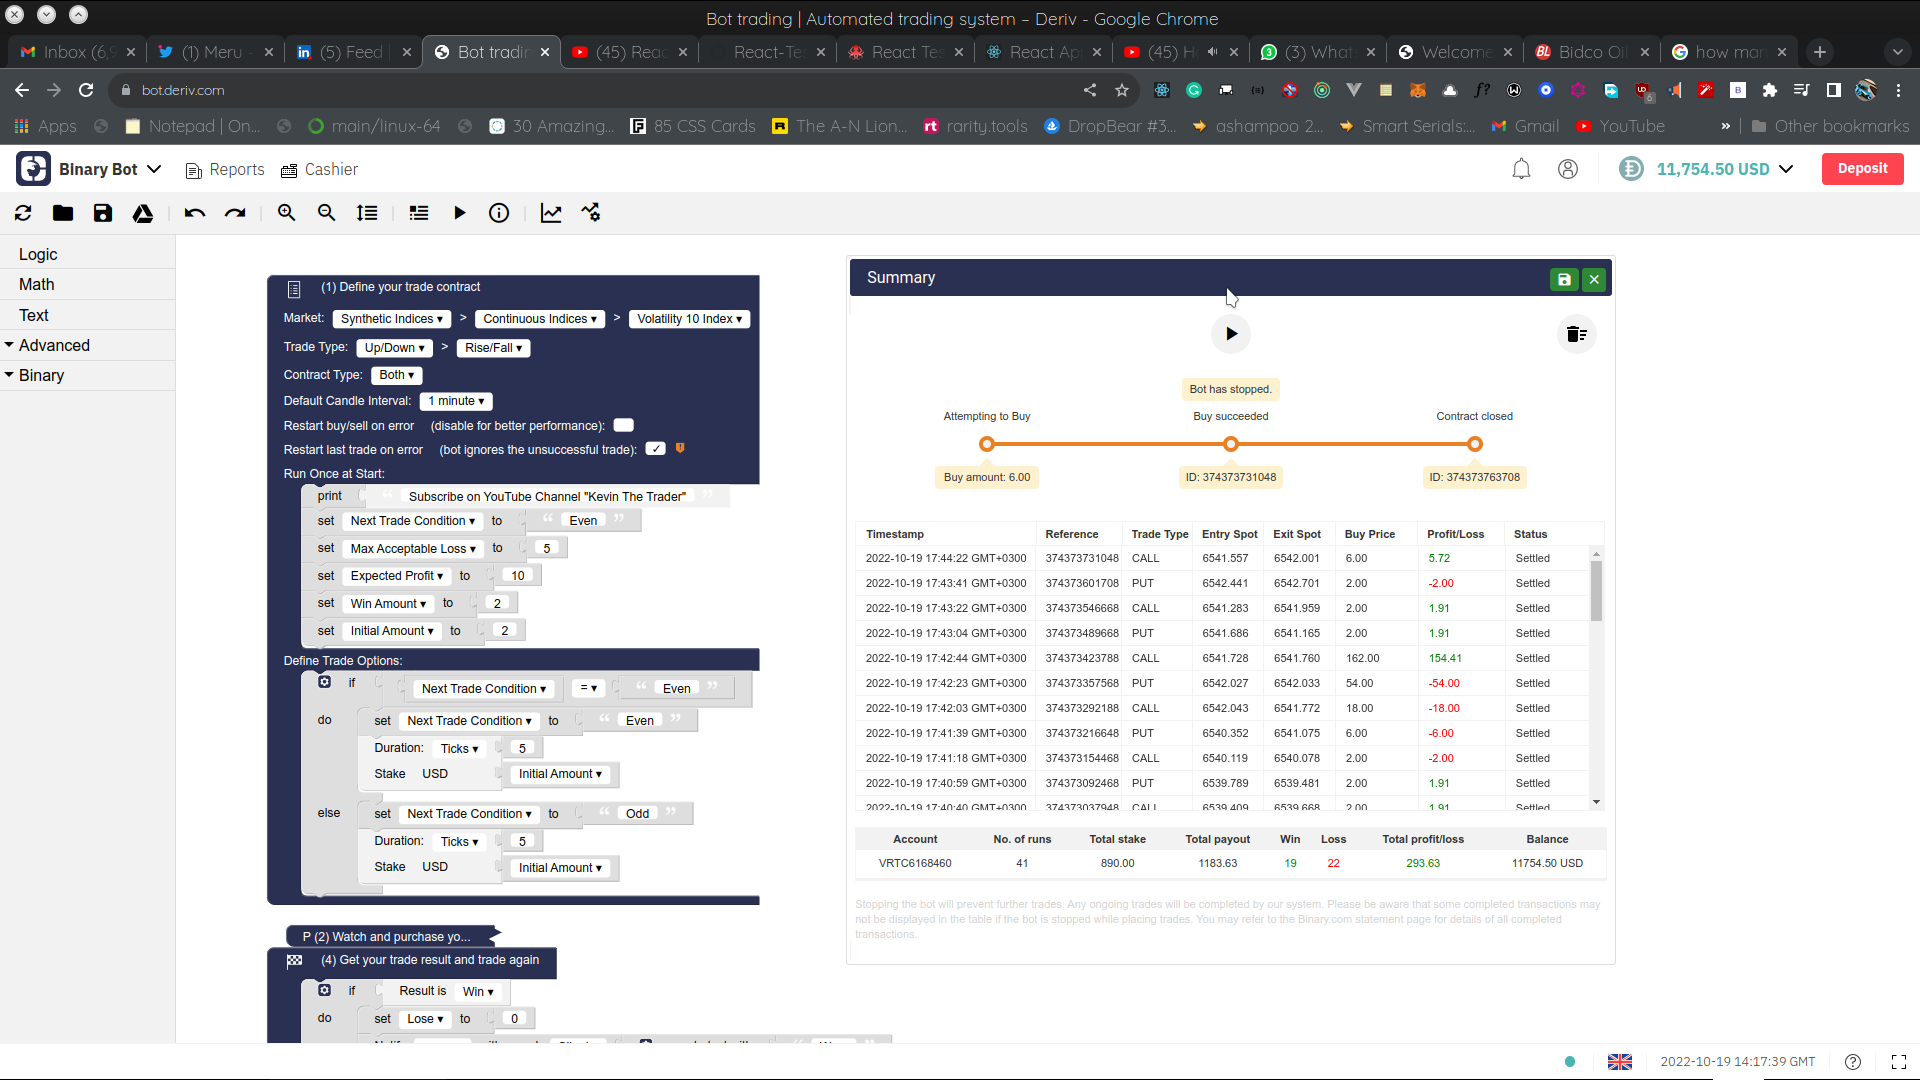 Bot trading | Automated trading system – Deriv - Google Chrome
Inbox (6,9
(1) Meru -
(5) Feed
Bot tradin
(45) Reac
React-Tes
React Tes
React Ap
(45) H
(3) What
Welcome
Bidco Oil
how man
bot.deriv.com
Apps
Notepad | On...
main/linux-64
30 Amazing...
85 CSS Cards
The A-N Lion...
rarity.tools
DropBear #3...
ashampoo 2...
Smart Serials:...
Gmail
YouTube
»
Other bookmarks
Binary Bot
Reports
Cashier
11,754.50 USD
Deposit
Logic
Math
Text
Advanced
Binary
(1) Define your trade contract
Market: Synthetic Indices ▾ > Continuous Indices ▾ > Volatility 10 Index ▾
Trade Type: Up/Down ▾ > Rise/Fall ▾
Contract Type: Both ▾
Default Candle Interval: 1 minute ▾
Restart buy/sell on error (disable for better performance):
Restart last trade on error (bot ignores the unsuccessful trade): ✓
Run Once at Start:
print “ Subscribe on YouTube Channel "Kevin The Trader" ”
set Next Trade Condition ▾ to “ Even ”
set Max Acceptable Loss ▾ to 5
set Expected Profit ▾ to 10
set Win Amount ▾ to 2
set Initial Amount ▾ to 2
Define Trade Options:
if Next Trade Condition ▾ = ▾ “ Even ”
do set Next Trade Condition ▾ to “ Even ”
Duration: Ticks ▾ 5
Stake USD Initial Amount ▾
else set Next Trade Condition ▾ to “ Odd ”
Duration: Ticks ▾ 5
Stake USD Initial Amount ▾
P (2) Watch and purchase yo...
(4) Get your trade result and trade again
if Result is Win ▾
do set Lose ▾ to 0
Summary
Bot has stopped.
Attempting to Buy Buy succeeded Contract closed
Buy amount: 6.00 ID: 374373731048 ID: 374373763708
Timestamp Reference Trade Type Entry Spot Exit Spot Buy Price Profit/Loss Status
2022-10-19 17:44:22 GMT+0300 374373731048 CALL 6541.557 6542.001 6.00 5.72 Settled
2022-10-19 17:43:41 GMT+0300 374373601708 PUT 6542.441 6542.701 2.00 -2.00 Settled
2022-10-19 17:43:22 GMT+0300 374373546668 CALL 6541.283 6541.959 2.00 1.91 Settled
2022-10-19 17:43:04 GMT+0300 374373489668 PUT 6541.686 6541.165 2.00 1.91 Settled
2022-10-19 17:42:44 GMT+0300 374373423788 CALL 6541.728 6541.760 162.00 154.41 Settled
2022-10-19 17:42:23 GMT+0300 374373357568 PUT 6542.027 6542.033 54.00 -54.00 Settled
2022-10-19 17:42:03 GMT+0300 374373292188 CALL 6542.043 6541.772 18.00 -18.00 Settled
2022-10-19 17:41:39 GMT+0300 374373216648 PUT 6540.352 6541.075 6.00 -6.00 Settled
2022-10-19 17:41:18 GMT+0300 374373154468 CALL 6540.119 6540.078 2.00 -2.00 Settled
2022-10-19 17:40:59 GMT+0300 374373092468 PUT 6539.789 6539.481 2.00 1.91 Settled
2022-10-19 17:40:40 GMT+0300 374373037948 CALL 6539.409 6539.668 2.00 1.91 Settled
Account No. of runs Total stake Total payout Win Loss Total profit/loss Balance
VRTC6168460 41 890.00 1183.63 19 22 293.63 11754.50 USD
Stopping the bot will prevent further trades. Any ongoing trades will be completed by our system. Please be aware that some completed transactions may
not be displayed in the table if the bot is stopped while placing trades. You may refer to the Binary.com statement page for details of all completed
transactions.
2022-10-19 14:17:39 GMT